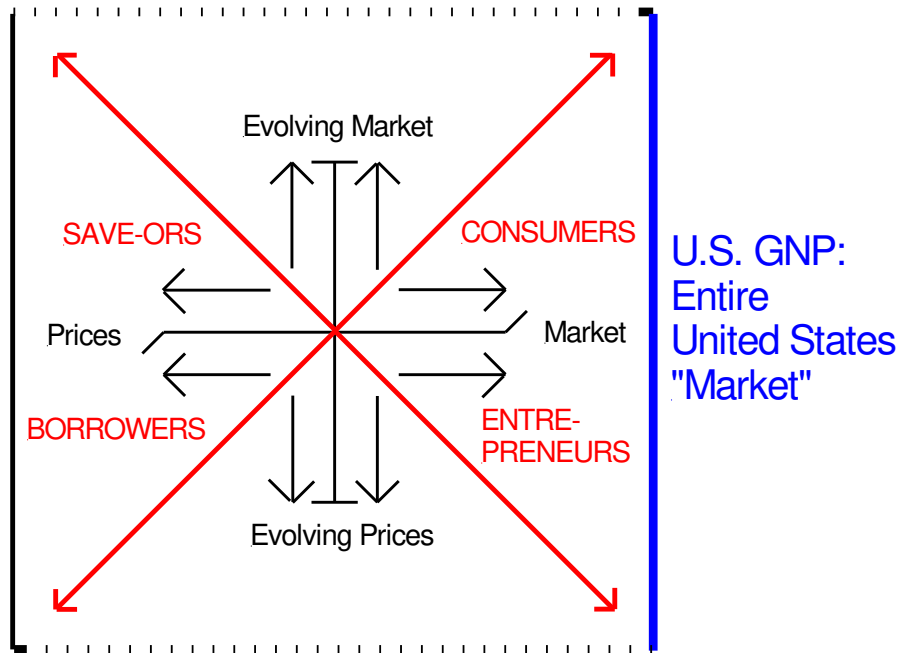 Evolving Market
SAVE-ORS
CONSUMERS
Prices
Market
BORROWERS
ENTRE-
PRENEURS
Evolving Prices
U.S. GNP:
Entire
United States
"Market"